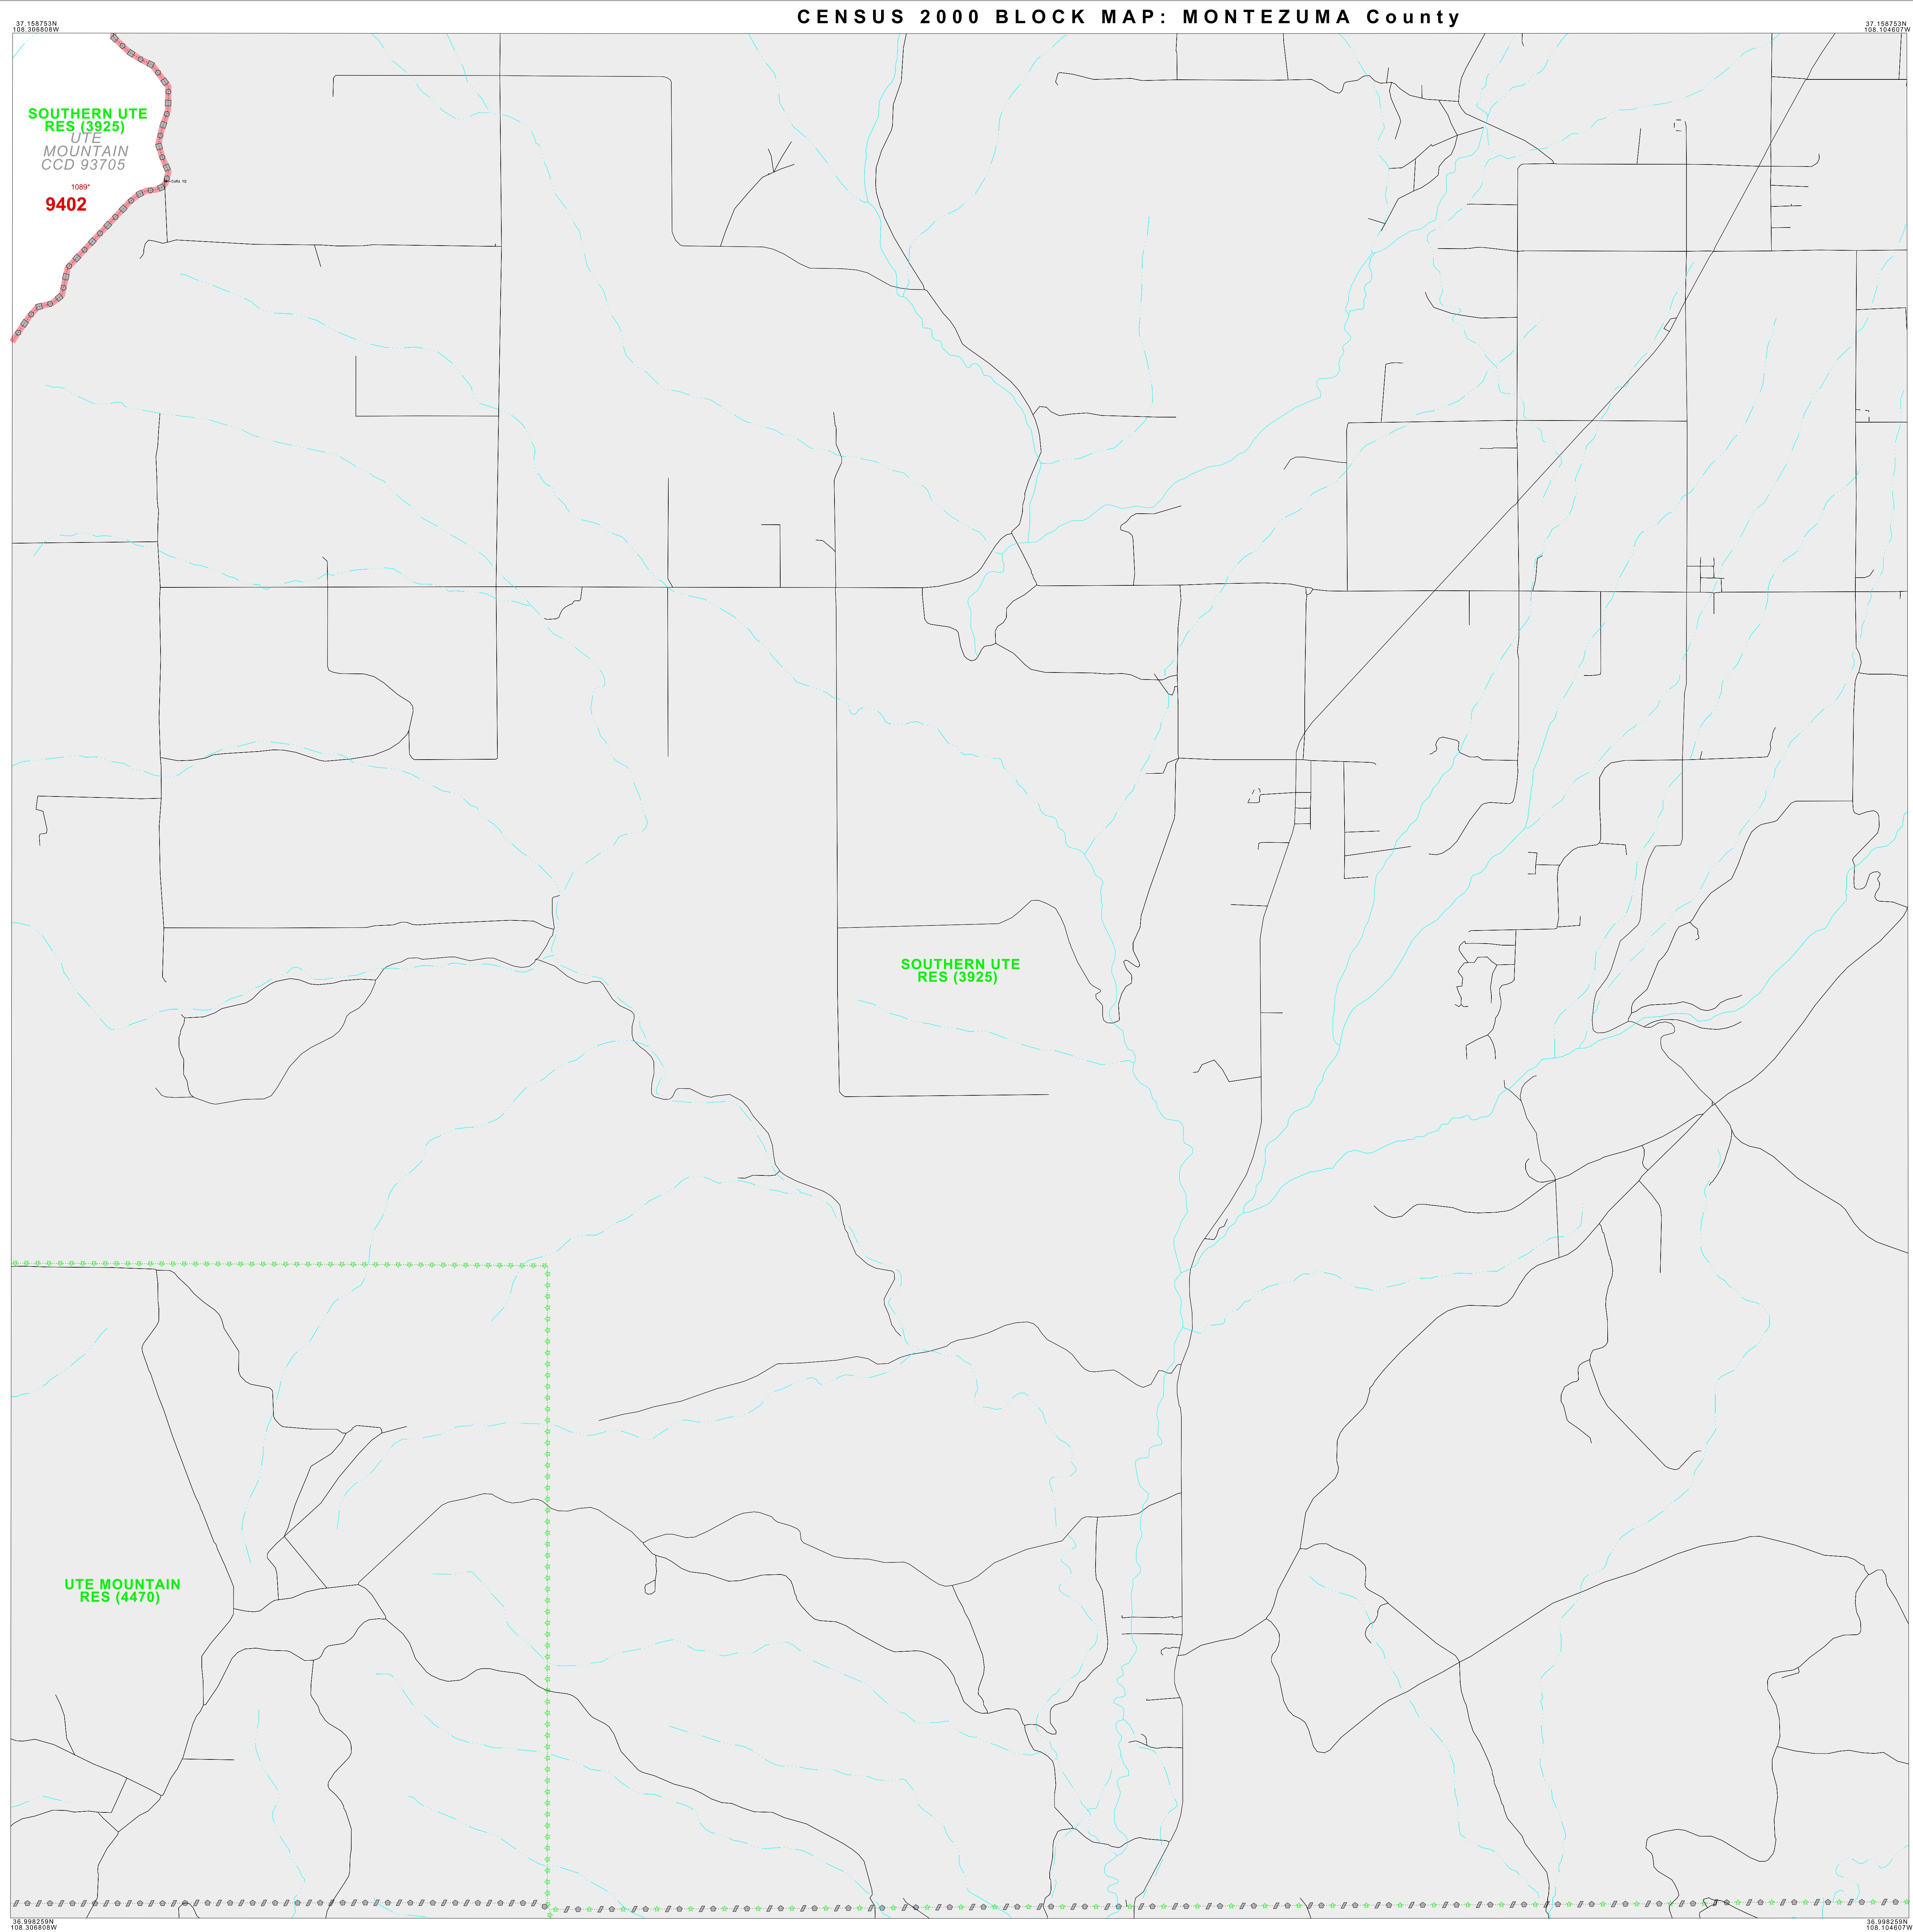 CENSUS 2000 BLOCK MAP: MONTEZUMA County
37.158753N
108.306808W
37.158753N
108.104607W
SOUTHERN UTE
RES (3925)
UTE
MOUNTAIN
CCD 93705
1089*
9402
SOUTHERN UTE
RES (3925)
UTE MOUNTAIN
RES (4470)
36.998259N
108.306808W
36.998259N
108.104607W